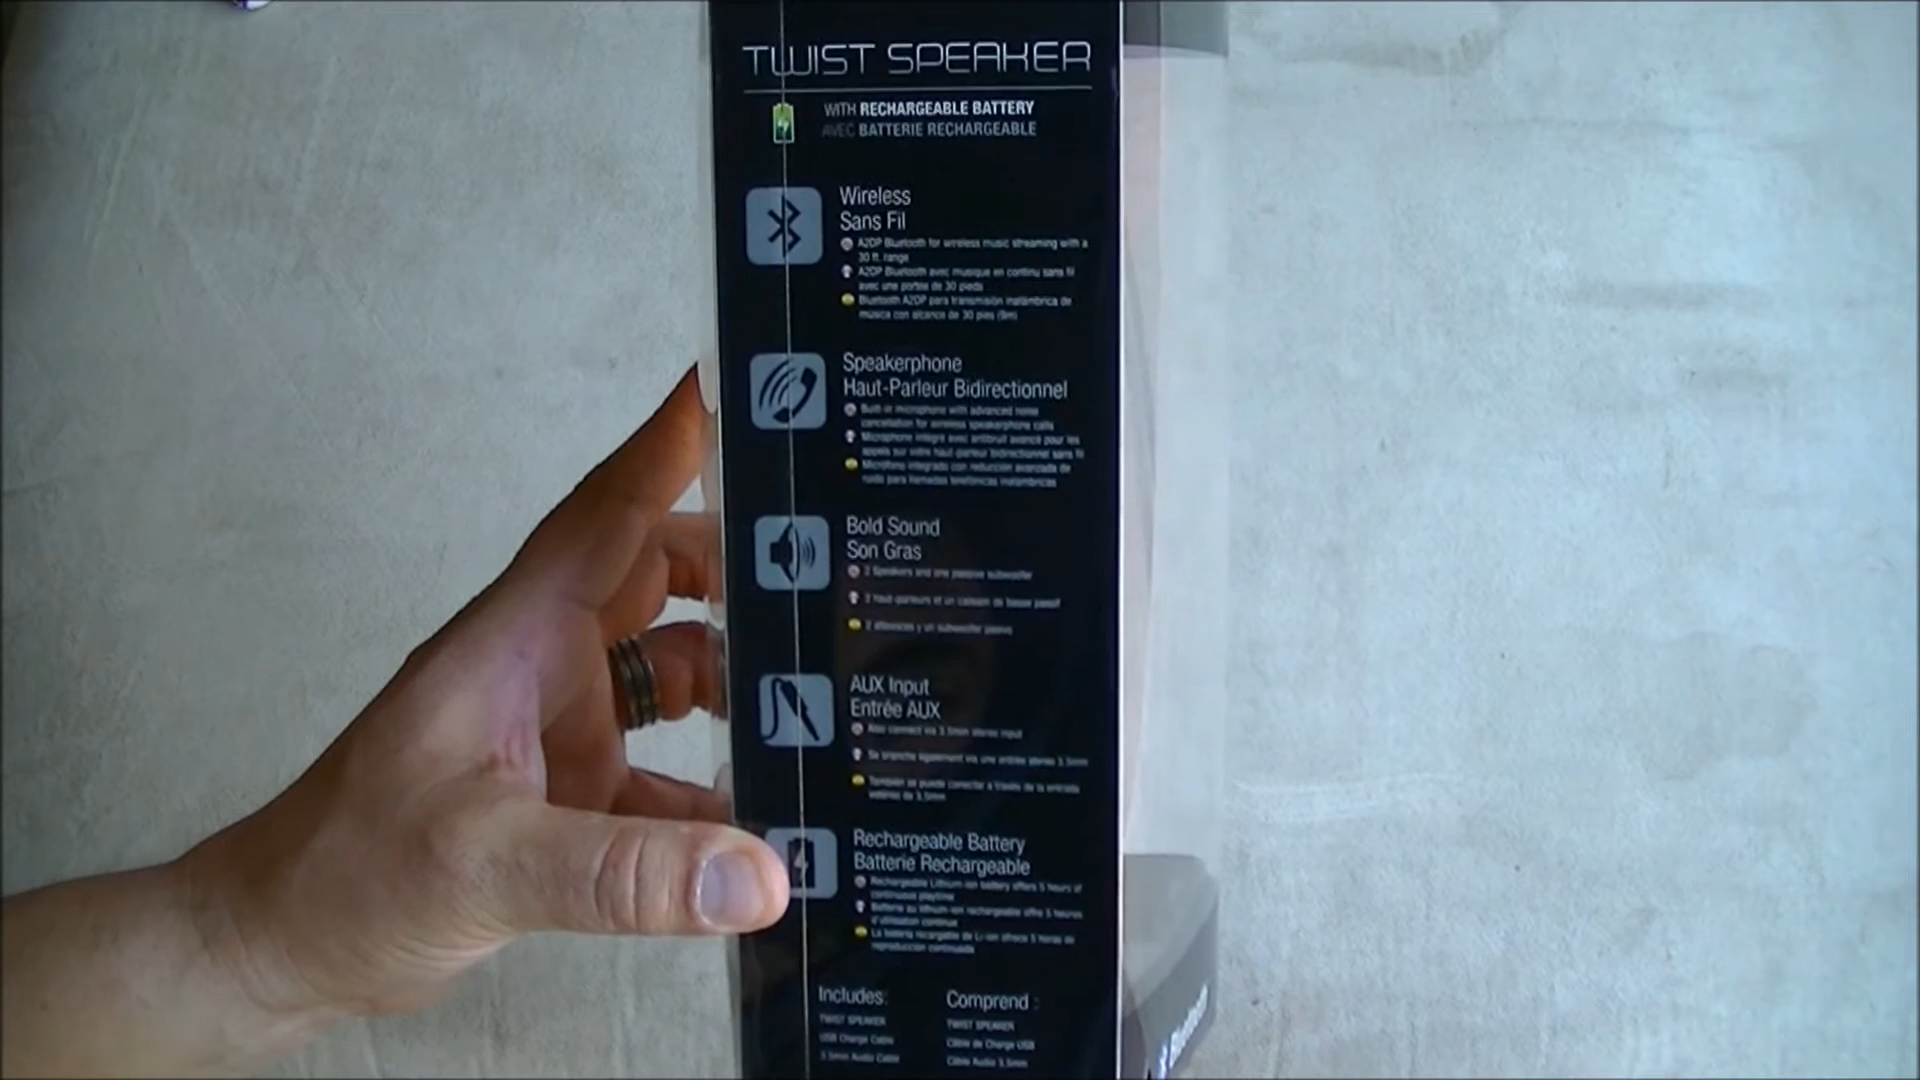 TWIST SPEAKER
WITH RECHARGEABLE BATTERY
AVEC BATTERIE RECHARGEABLE
Wireless
Sans Fil
A2DP Bluetooth for wireless music streaming with a
30 ft. range
A2DP Bluetooth avec musique en continu sans fil
avec une portée de 30 pieds
Bluetooth A2DP para transmisión inalámbrica de
música con alcance de 30 pies (9m)
Speakerphone
Haut-Parleur Bidirectionnel
Built-in microphone with advanced noise
cancellation for wireless speakerphone calls
Microphone intégré avec antibruit avancé pour les
appels sur votre haut-parleur bidirectionnel sans fil
Micrófono integrado con reducción avanzada de
ruido para llamadas telefónicas inalámbricas
Bold Sound
Son Gras
2 Speakers and one passive subwoofer
2 haut-parleurs et un caisson de basse passif
2 altavoces y un subwoofer pasivo
AUX Input
Entrée AUX
Also connect via 3.5mm stereo input
Se branche également via une entrée stéréo 3.5mm
También se puede conectar a través de la entrada
estéreo de 3.5mm
Rechargeable Battery
Batterie Rechargeable
Rechargeable Lithium-ion battery offers 5 hours of
continuous playtime
Batterie au lithium-ion rechargeable offre 5 heures
d'utilisation continue
La batería recargable de Li-ion ofrece 5 horas de
reproducción continuada
Includes:
Comprend :
TWIST SPEAKER
TWIST SPEAKER
USB Charge Cable
Câble de Charge USB
3.5mm Audio Cable
Câble Audio 3.5mm